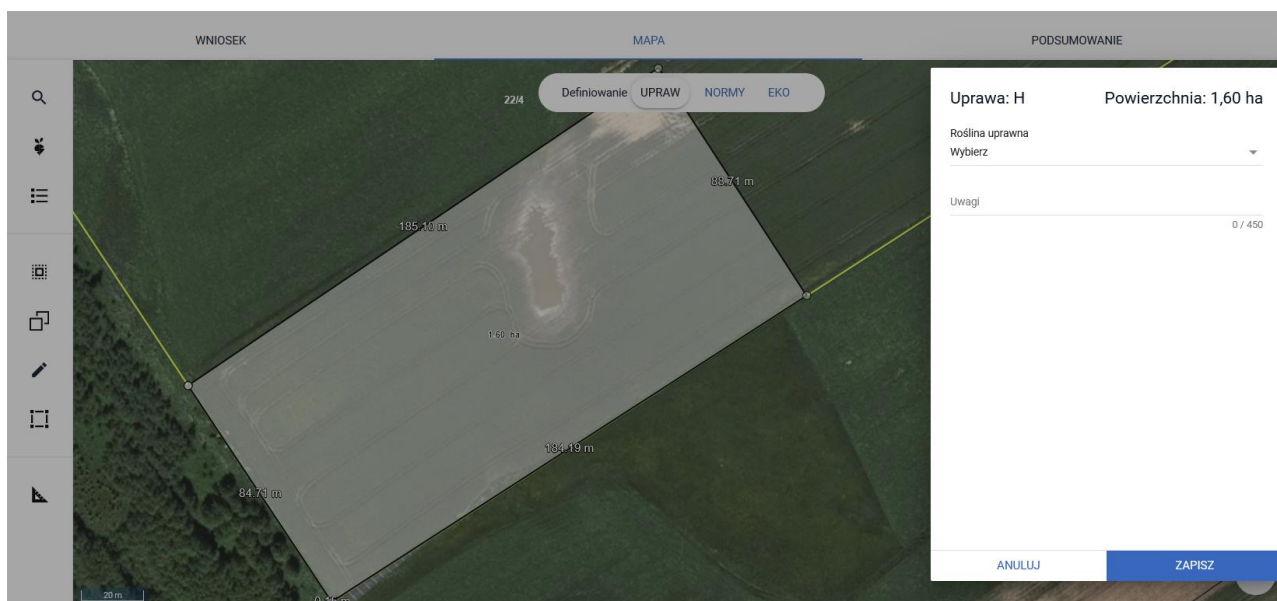 WNIOSEK
MAPA
PODSUMOWANIE
22/4
Definiowanie UPRAW NORMY EKO
Uprawa: H
Powierzchnia: 1,60 ha
Roślina uprawna
Wybierz
Uwagi
0 / 450
88.71 m
185.10 m
1.60 ha
184.19 m
84.71 m
20 m
ANULUJ
ZAPISZ